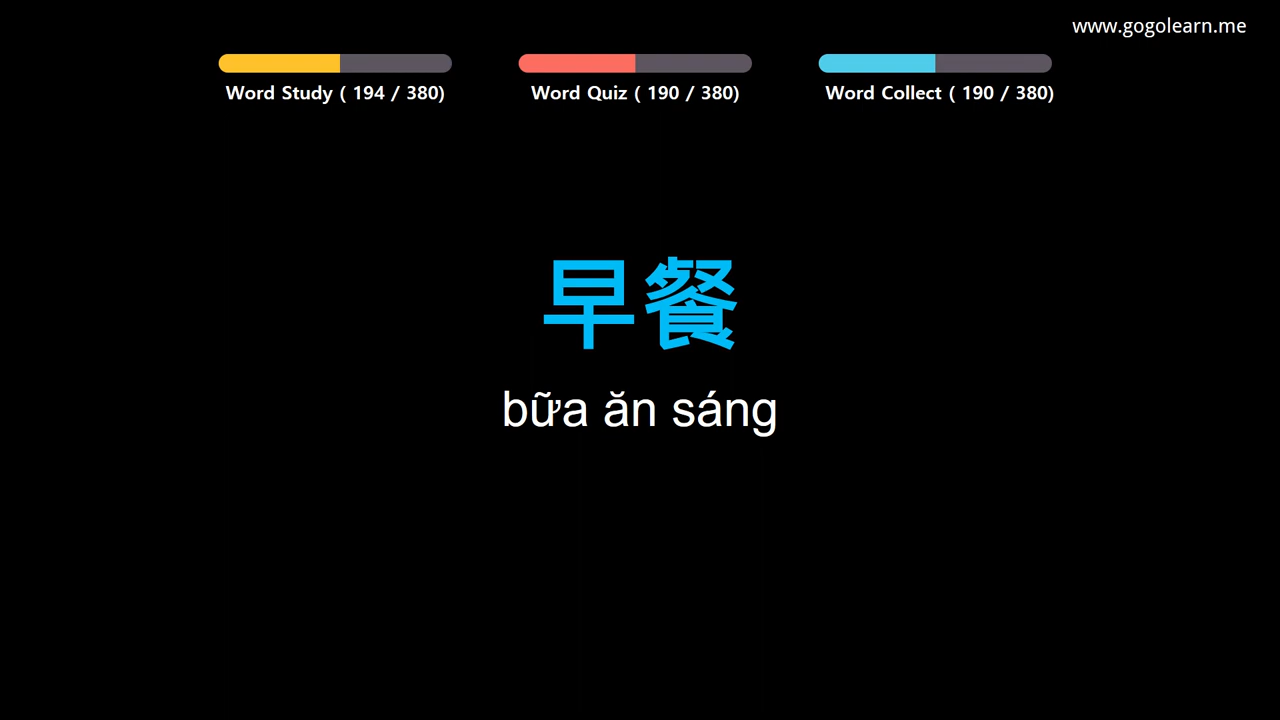 www.gogolearn.me
Word Study ( 194 / 380)
Word Quiz ( 190 / 380)
Word Collect ( 190 / 380)
早餐
bữa ăn sáng